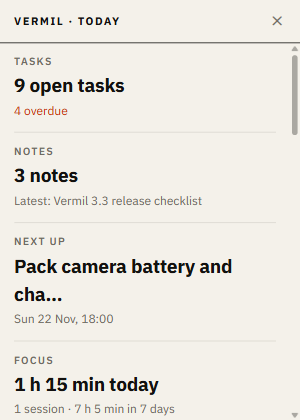 VERMIL · TODAY
TASKS
9 open tasks
4 overdue
NOTES
3 notes
Latest: Vermil 3.3 release checklist
NEXT UP
Pack camera battery and
cha...
Sun 22 Nov, 18:00
FOCUS
1 h 15 min today
1 session · 7 h 5 min in 7 days